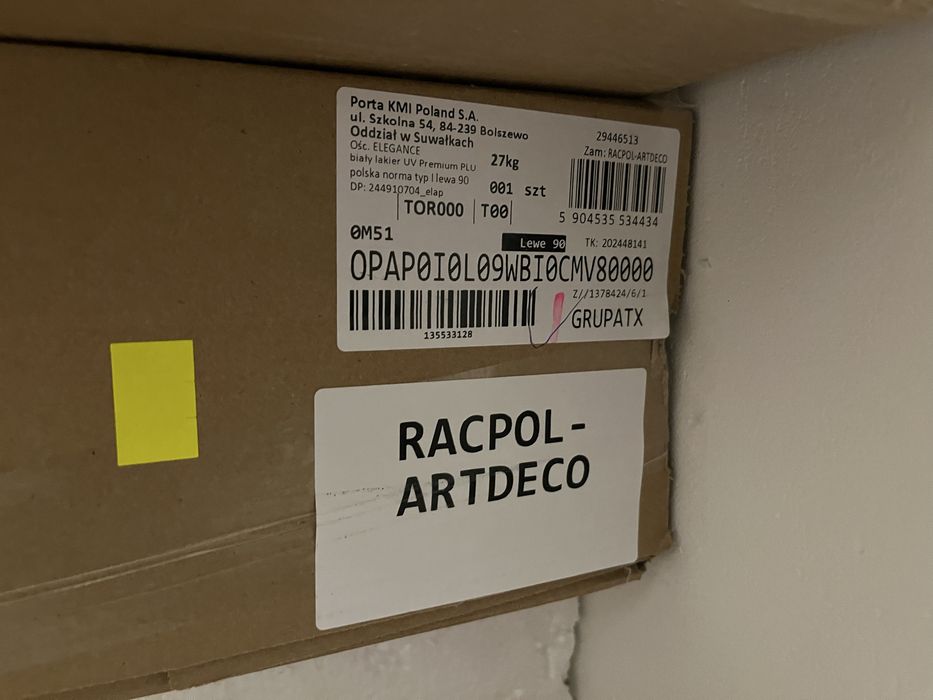 Porta KMI Poland S.A.
ul. Szkolna 54, 84-239 Bolszewo
Oddział w Suwałkach
Ośc. ELEGANCE
biały lakier UV Premium PLU
polska norma typ I lewa 90
DP: 244910704_elap
27kg
001 szt
29446513
Zam: RACPOL-ARTDECO
5 904535 534434
TOR000 T00
0M51
Lewe 90
TK: 202448141
OPAP0I0L09WBI0CMV80000
135533128
Z//1378424/6/1
GRUPATX
RACPOL-
ARTDECO